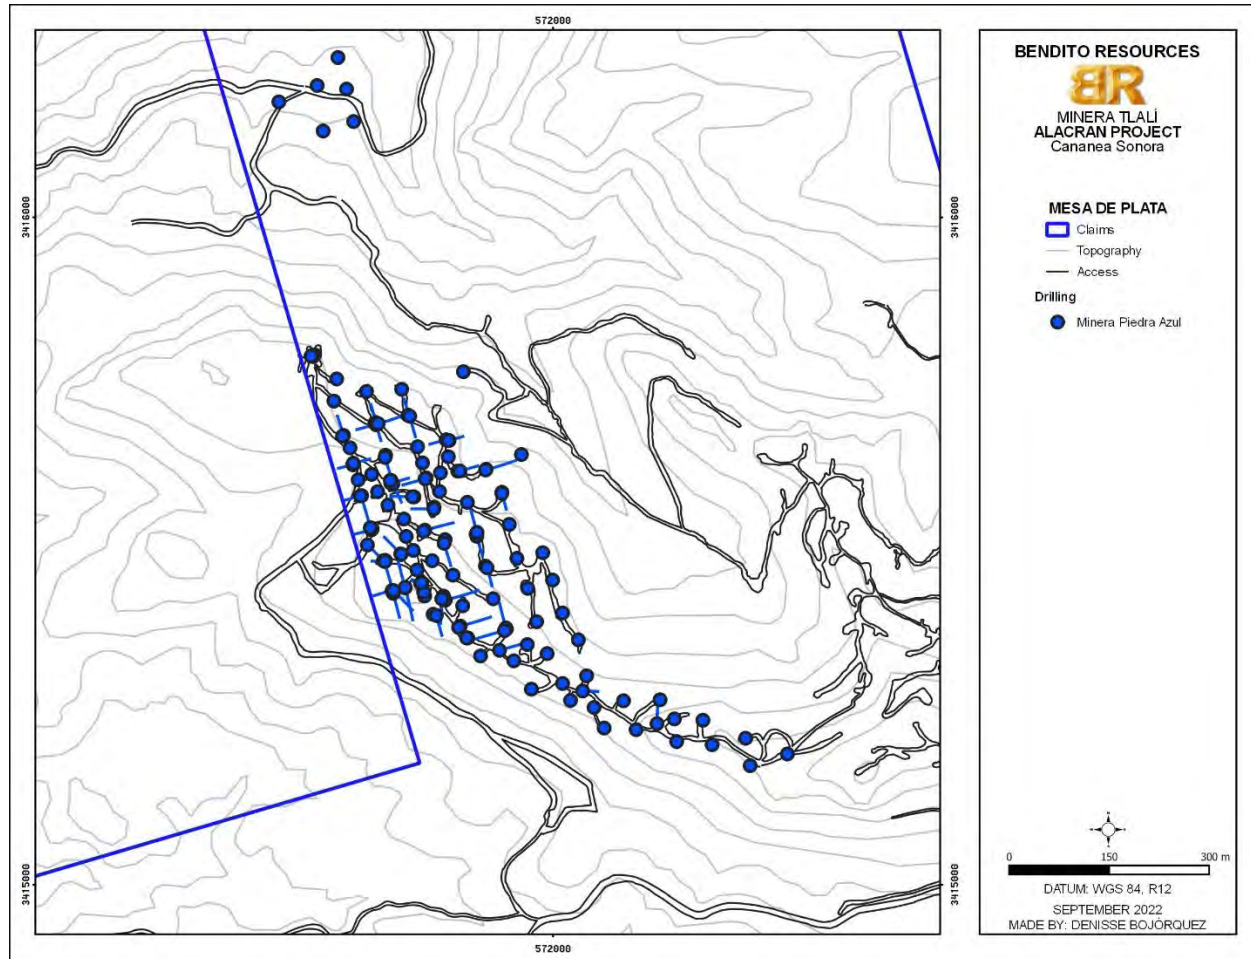 572000
3416000
3416000
3415000
3415000
572000
BENDITO RESOURCES
BR
MINERA TLALÍ
ALACRAN PROJECT
Cananea Sonora
MESA DE PLATA
Claims
Topography
Access
Drilling
Minera Piedra Azul
0 150 300 m
DATUM: WGS 84, R12
SEPTEMBER 2022
MADE BY: DENISSE BOJÓRQUEZ